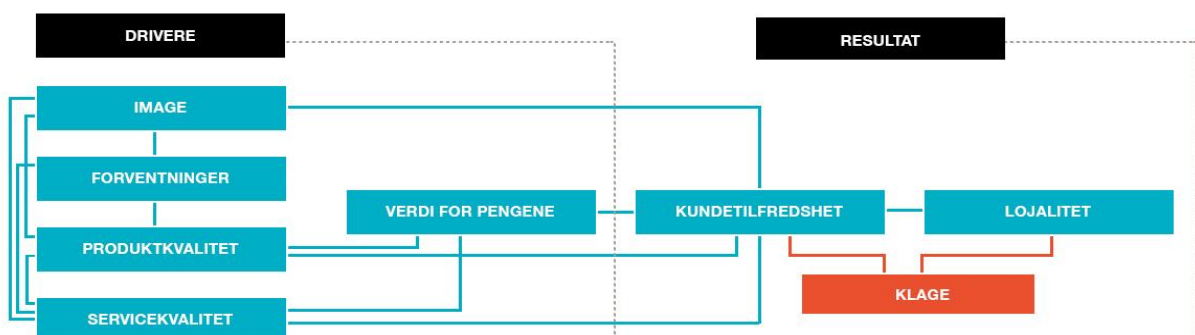 DRIVERE
RESULTAT
IMAGE
FORVENTNINGER
VERDI FOR PENGENE
KUNDETILFREDSHET
LOJALITET
PRODUKTKVALITET
KLAGE
SERVICEKVALITET